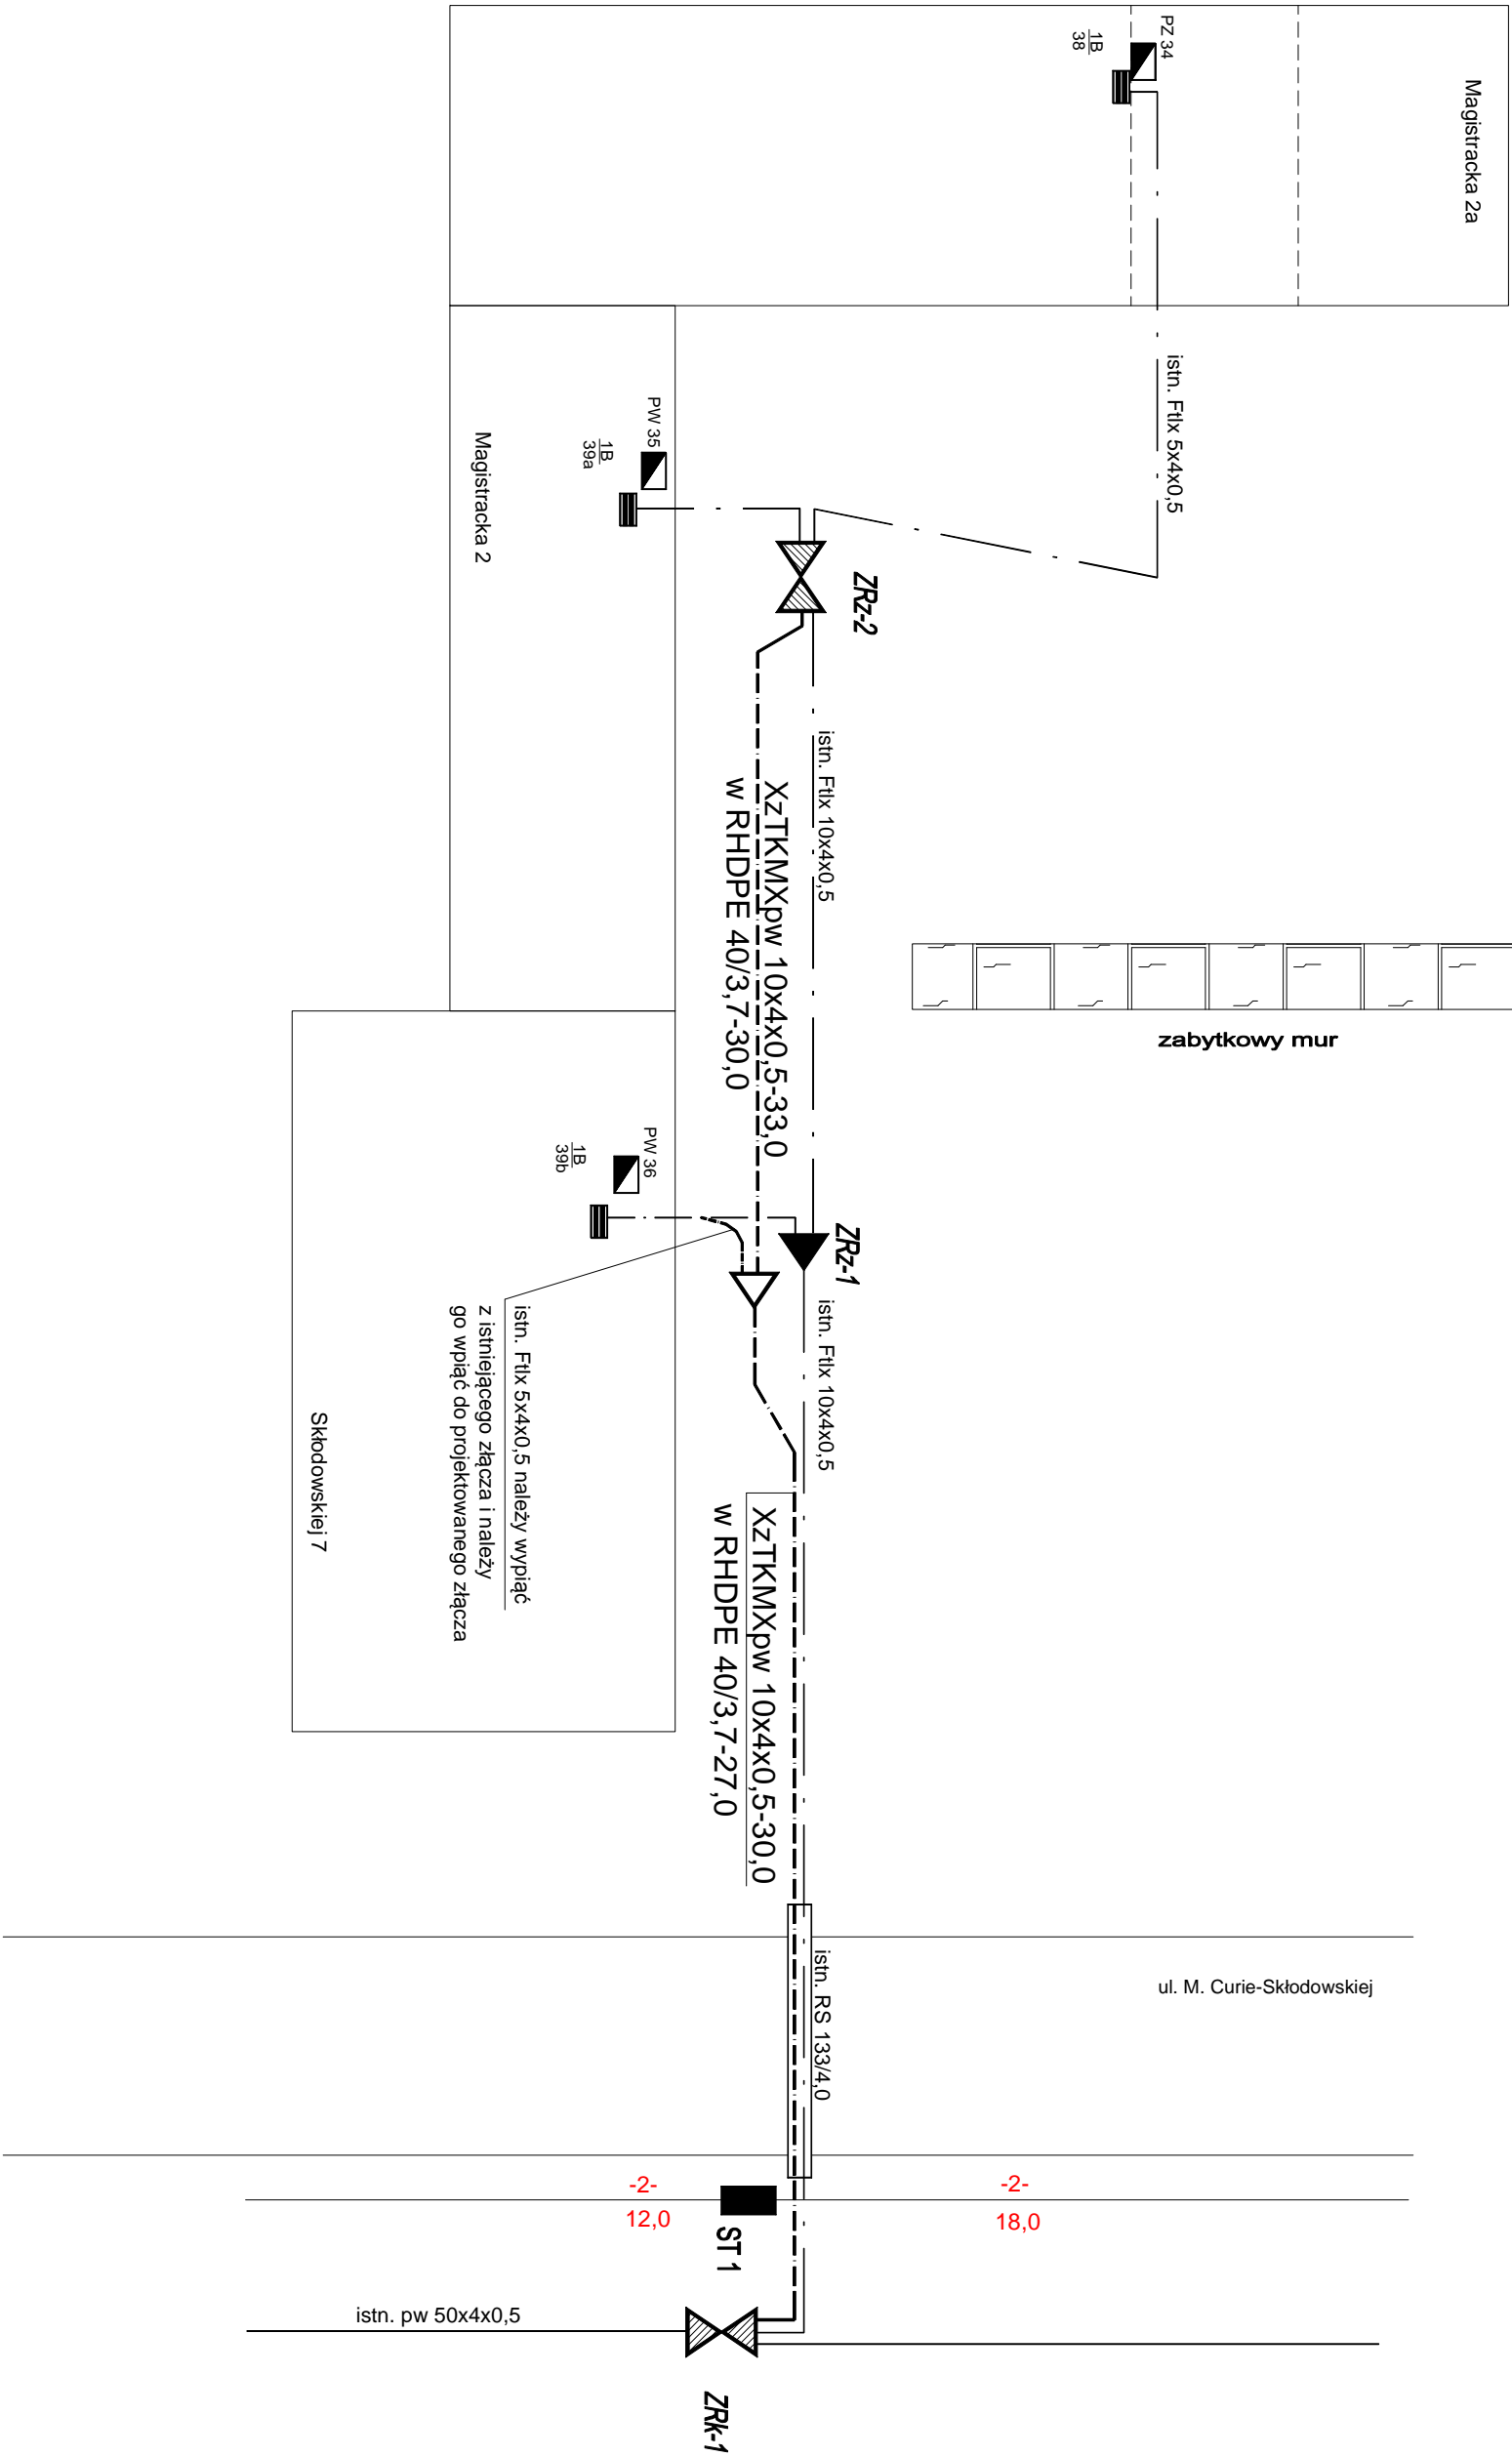 Magistracka 2a
PZ 34
1B
38
istn. Ftlx 5x4x0,5
PW 35
1B
39a
Magistracka 2
ZRz-2
istn. Ftlx 10x4x0,5
XzTKMXpw 10x4x0,5-33,0
w RHDPE 40/3,7-30,0
zabytkowy mur
PW 36
1B
39b
ZRz-1
istn. Ftlx 10x4x0,5
istn. Ftlx 5x4x0,5 należy wypiąć
z istniejącego złącza i należy
go wpiąć do projektowanego złącza
Skłodowskiej 7
XzTKMXpw 10x4x0,5-30,0
w RHDPE 40/3,7-27,0
ul. M. Curie-Skłodowskiej
istn. RS 133/4,0
-2-
12,0
-2-
18,0
ST 1
istn. pw 50x4x0,5
ZRk-1